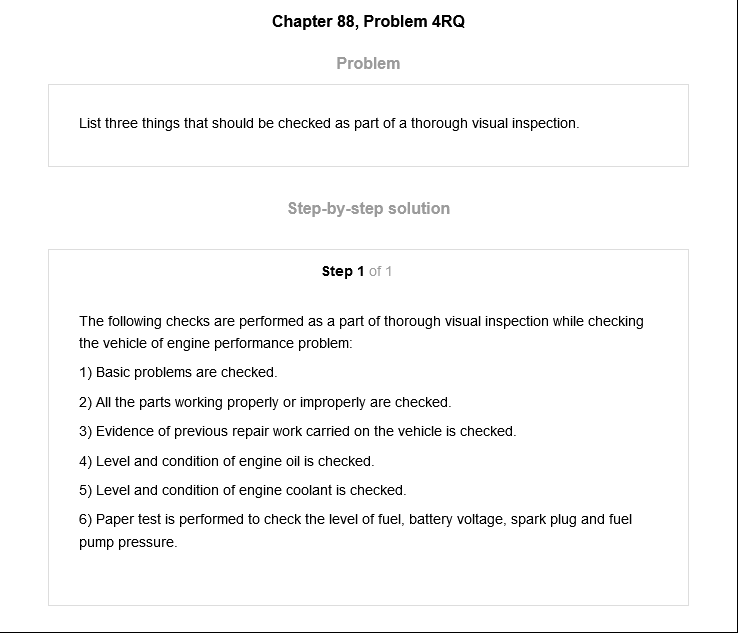 Chapter 88, Problem 4RQ
Problem
List three things that should be checked as part of a thorough visual inspection.
Step-by-step solution
Step 1 of 1
The following checks are performed as a part of thorough visual inspection while checking
the vehicle of engine performance problem:
1) Basic problems are checked.
2) All the parts working properly or improperly are checked.
3) Evidence of previous repair work carried on the vehicle is checked.
4) Level and condition of engine oil is checked.
5) Level and condition of engine coolant is checked.
6) Paper test is performed to check the level of fuel, battery voltage, spark plug and fuel
pump pressure.